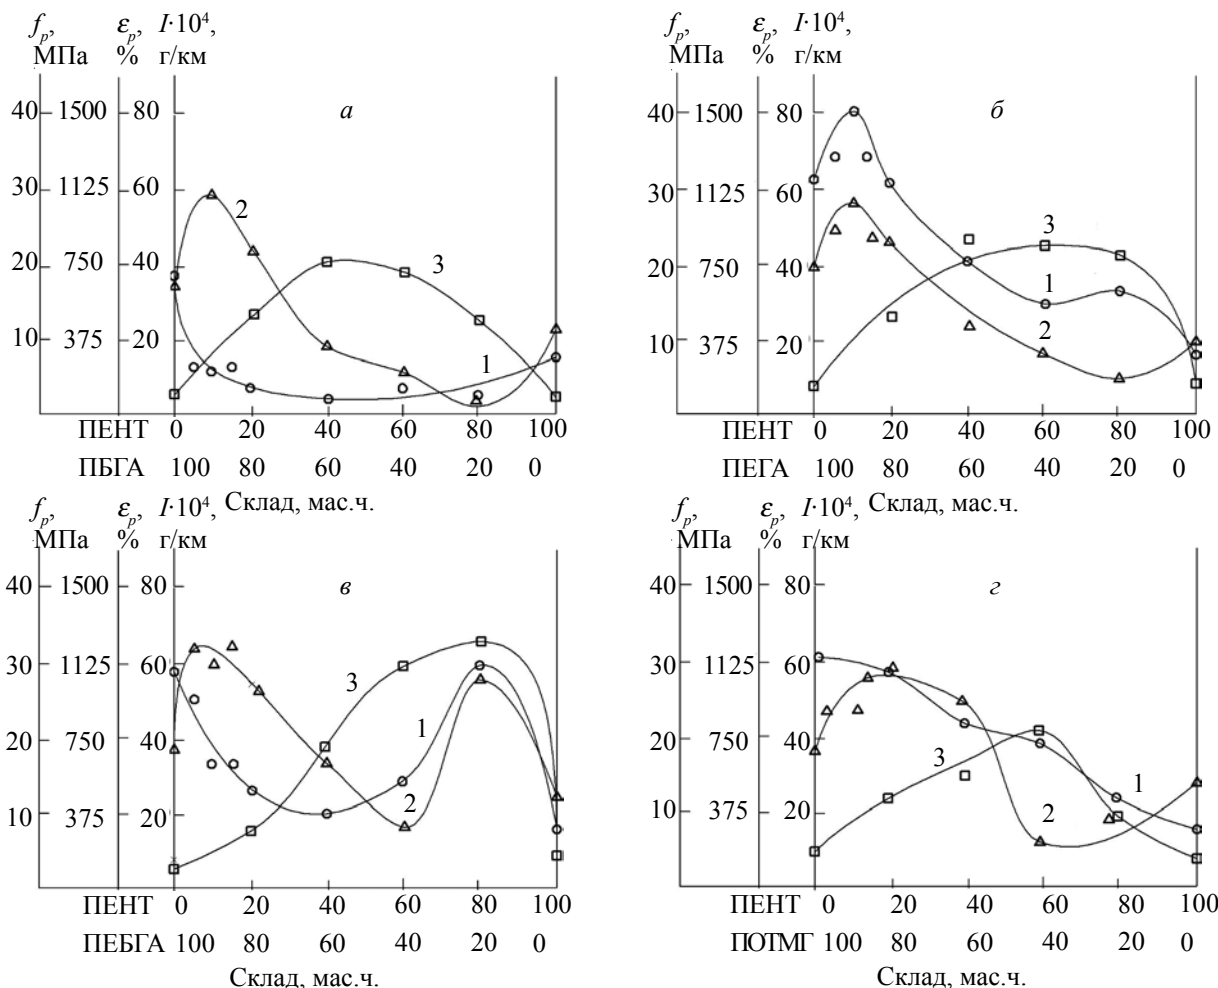 f_p, ε_p, I·10⁴,
МПа % г/км
40 1500 80
30 1125 60
20 750 40
10 375 20
а
2
3
1
ПЕНТ 0 20 40 60 80 100
ПБГА 100 80 60 40 20 0
Склад, мас.ч.
f_p, ε_p, I·10⁴,
МПа % г/км
40 1500 80
30 1125 60
20 750 40
10 375 20
б
3
1
2
ПЕНТ 0 20 40 60 80 100
ПЕГА 100 80 60 40 20 0
Склад, мас.ч.
f_p, ε_p, I·10⁴,
МПа % г/км
40 1500 80
30 1125 60
20 750 40
10 375 20
в
3
1
2
ПЕНТ 0 20 40 60 80 100
ПЕБГА 100 80 60 40 20 0
Склад, мас.ч.
f_p, ε_p, I·10⁴,
МПа % г/км
40 1500 80
30 1125 60
20 750 40
10 375 20
г
3
1
2
ПЕНТ 0 20 40 60 80 100
ПОТМГ 100 80 60 40 20 0
Склад, мас.ч.